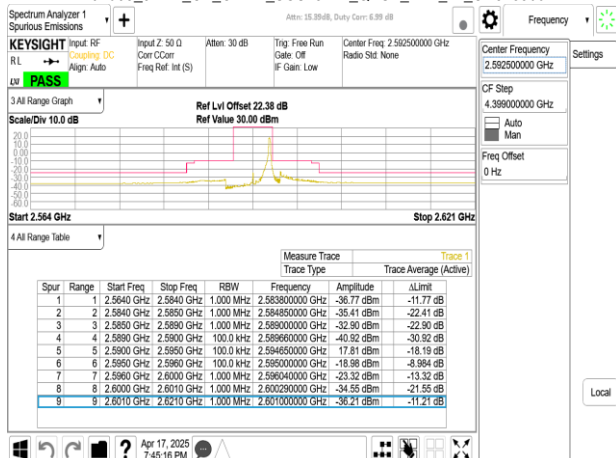 Spectrum Analyzer 1
Spurious Emissions
Attn: 15.39dB, Duty Corr: 6.99 dB
Frequency
KEYSIGHT
RL
LXI
PASS
Input: RF
Coupling: DC
Align: Auto
Input Z: 50 Ω
Corr CCorr
Freq Ref: Int (S)
Atten: 30 dB
Trig: Free Run
Gate: Off
IF Gain: Low
Center Freq: 2.592500000 GHz
Radio Std: None
Center Frequency
2.592500000 GHz
Settings
CF Step
4.399000000 GHz
Auto
Man
Freq Offset
0 Hz
Local
3 All Range Graph
Scale/Div 10.0 dB
Ref Lvl Offset 22.38 dB
Ref Value 30.00 dBm
20.0
10.0
0.00
-10.0
-20.0
-30.0
-40.0
-50.0
-60.0
Start 2.564 GHz
Stop 2.621 GHz
4 All Range Table
Measure Trace Trace 1
Trace Type Trace Average (Active)
Spur Range Start Freq Stop Freq RBW Frequency Amplitude ΔLimit
1 1 2.5640 GHz 2.5840 GHz 1.000 MHz 2.583800000 GHz -36.77 dBm -11.77 dB
2 2 2.5840 GHz 2.5850 GHz 1.000 MHz 2.584850000 GHz -35.41 dBm -22.41 dB
3 3 2.5850 GHz 2.5890 GHz 1.000 MHz 2.589000000 GHz -32.90 dBm -22.90 dB
4 4 2.5890 GHz 2.5900 GHz 100.0 kHz 2.589660000 GHz -40.92 dBm -30.92 dB
5 5 2.5900 GHz 2.5950 GHz 100.0 kHz 2.594650000 GHz 17.81 dBm -18.19 dB
6 6 2.5950 GHz 2.5960 GHz 100.0 kHz 2.595000000 GHz -18.98 dBm -8.984 dB
7 7 2.5960 GHz 2.6000 GHz 1.000 MHz 2.596040000 GHz -23.32 dBm -13.32 dB
8 8 2.6000 GHz 2.6010 GHz 1.000 MHz 2.600290000 GHz -34.55 dBm -21.55 dB
9 9 2.6010 GHz 2.6210 GHz 1.000 MHz 2.601000000 GHz -36.21 dBm -11.21 dB
Apr 17, 2025
7:45:16 PM